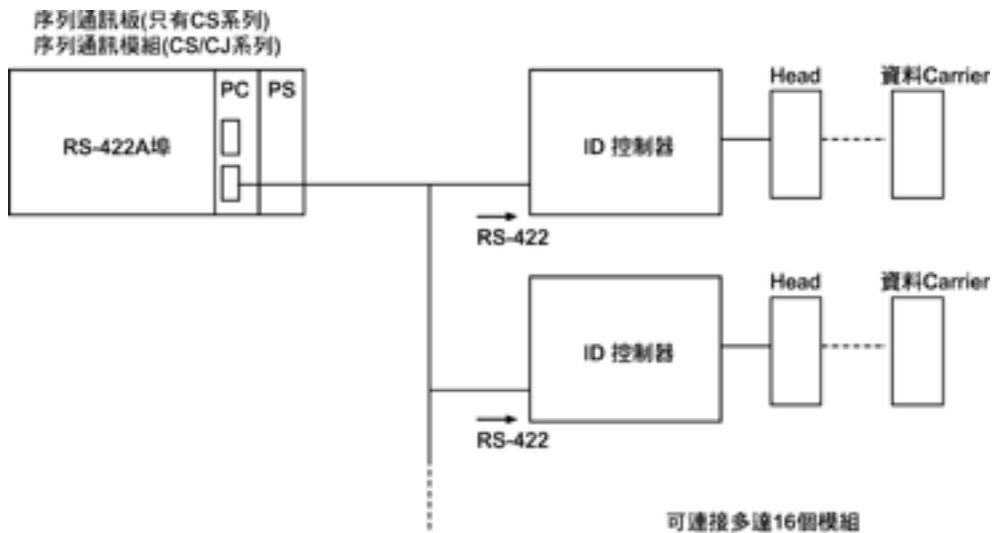 序列通訊板(只有CS系列)
序列通訊模組(CS/CJ系列)
PC PS
RS-422A埠
ID 控制器
Head
資料Carrier
RS-422
ID 控制器
Head
資料Carrier
RS-422
可連接多達16個模組